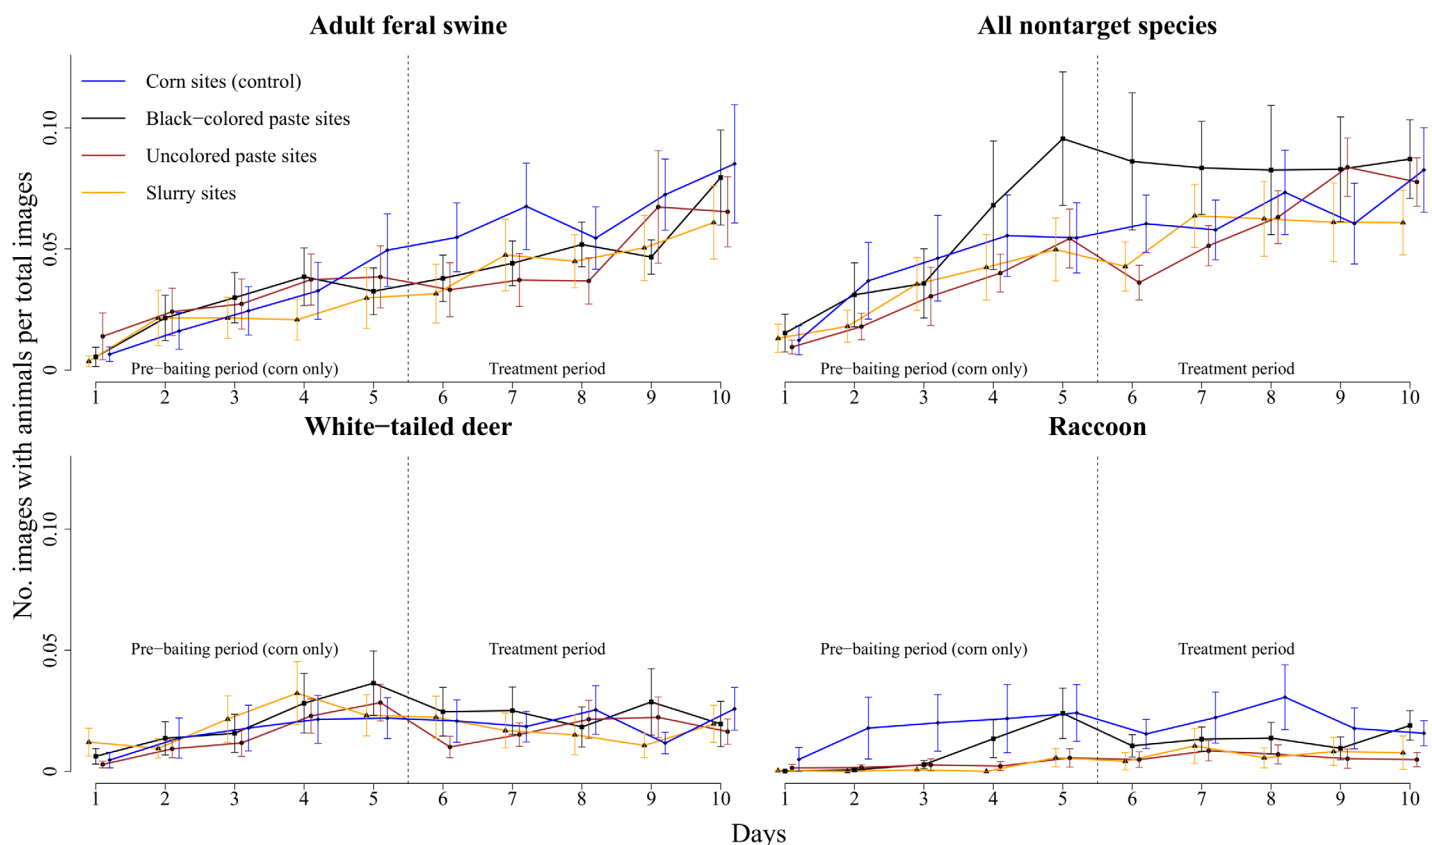 Adult feral swine
All nontarget species
Corn sites (control)
Black−colored paste sites
Uncolored paste sites
Slurry sites
No. images with animals per total images
0.10
0.05
0
Pre−baiting period (corn only)
Treatment period
Pre−baiting period (corn only)
Treatment period
1 2 3 4 5 6 7 8 9 10
1 2 3 4 5 6 7 8 9 10
White−tailed deer
Raccoon
0.10
0.05
0
Pre−baiting period (corn only)
Treatment period
Pre−baiting period (corn only)
Treatment period
1 2 3 4 5 6 7 8 9 10
1 2 3 4 5 6 7 8 9 10
Days